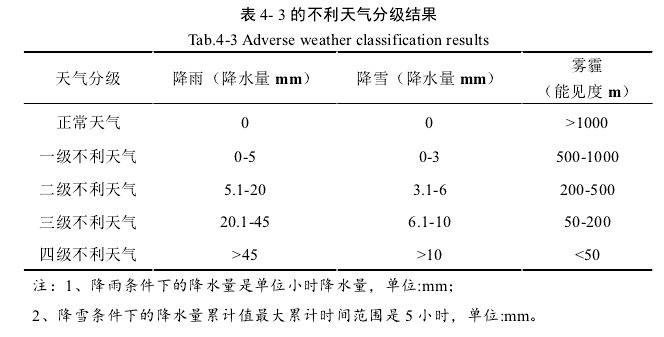 表 4- 3 的不利天气分级结果
Tab.4-3 Adverse weather classification results
天气分级 降雨（降水量 mm） 降雪（降水量 mm） 雾霾
（能见度 m）
正常天气 0 0 >1000
一级不利天气 0-5 0-3 500-1000
二级不利天气 5.1-20 3.1-6 200-500
三级不利天气 20.1-45 6.1-10 50-200
四级不利天气 >45 >10 <50
注：1、降雨条件下的降水量是单位小时降水量，单位:mm；
2、降雪条件下的降水量累计值最大累计时间范围是 5 小时，单位:mm。